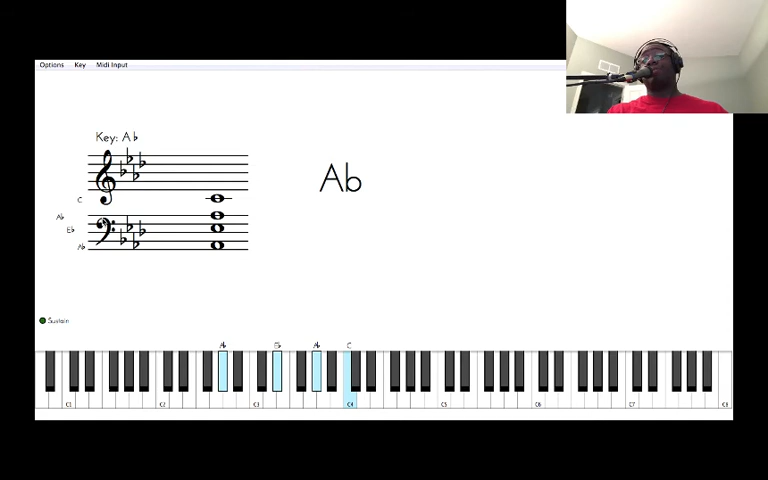 Options Key Midi Input
Key: Ab
Ab
C
Ab
Eb
Ab
Sustain
Ab Eb Ab C
C1 C2 C3 C4 C5 C6 C7 C8